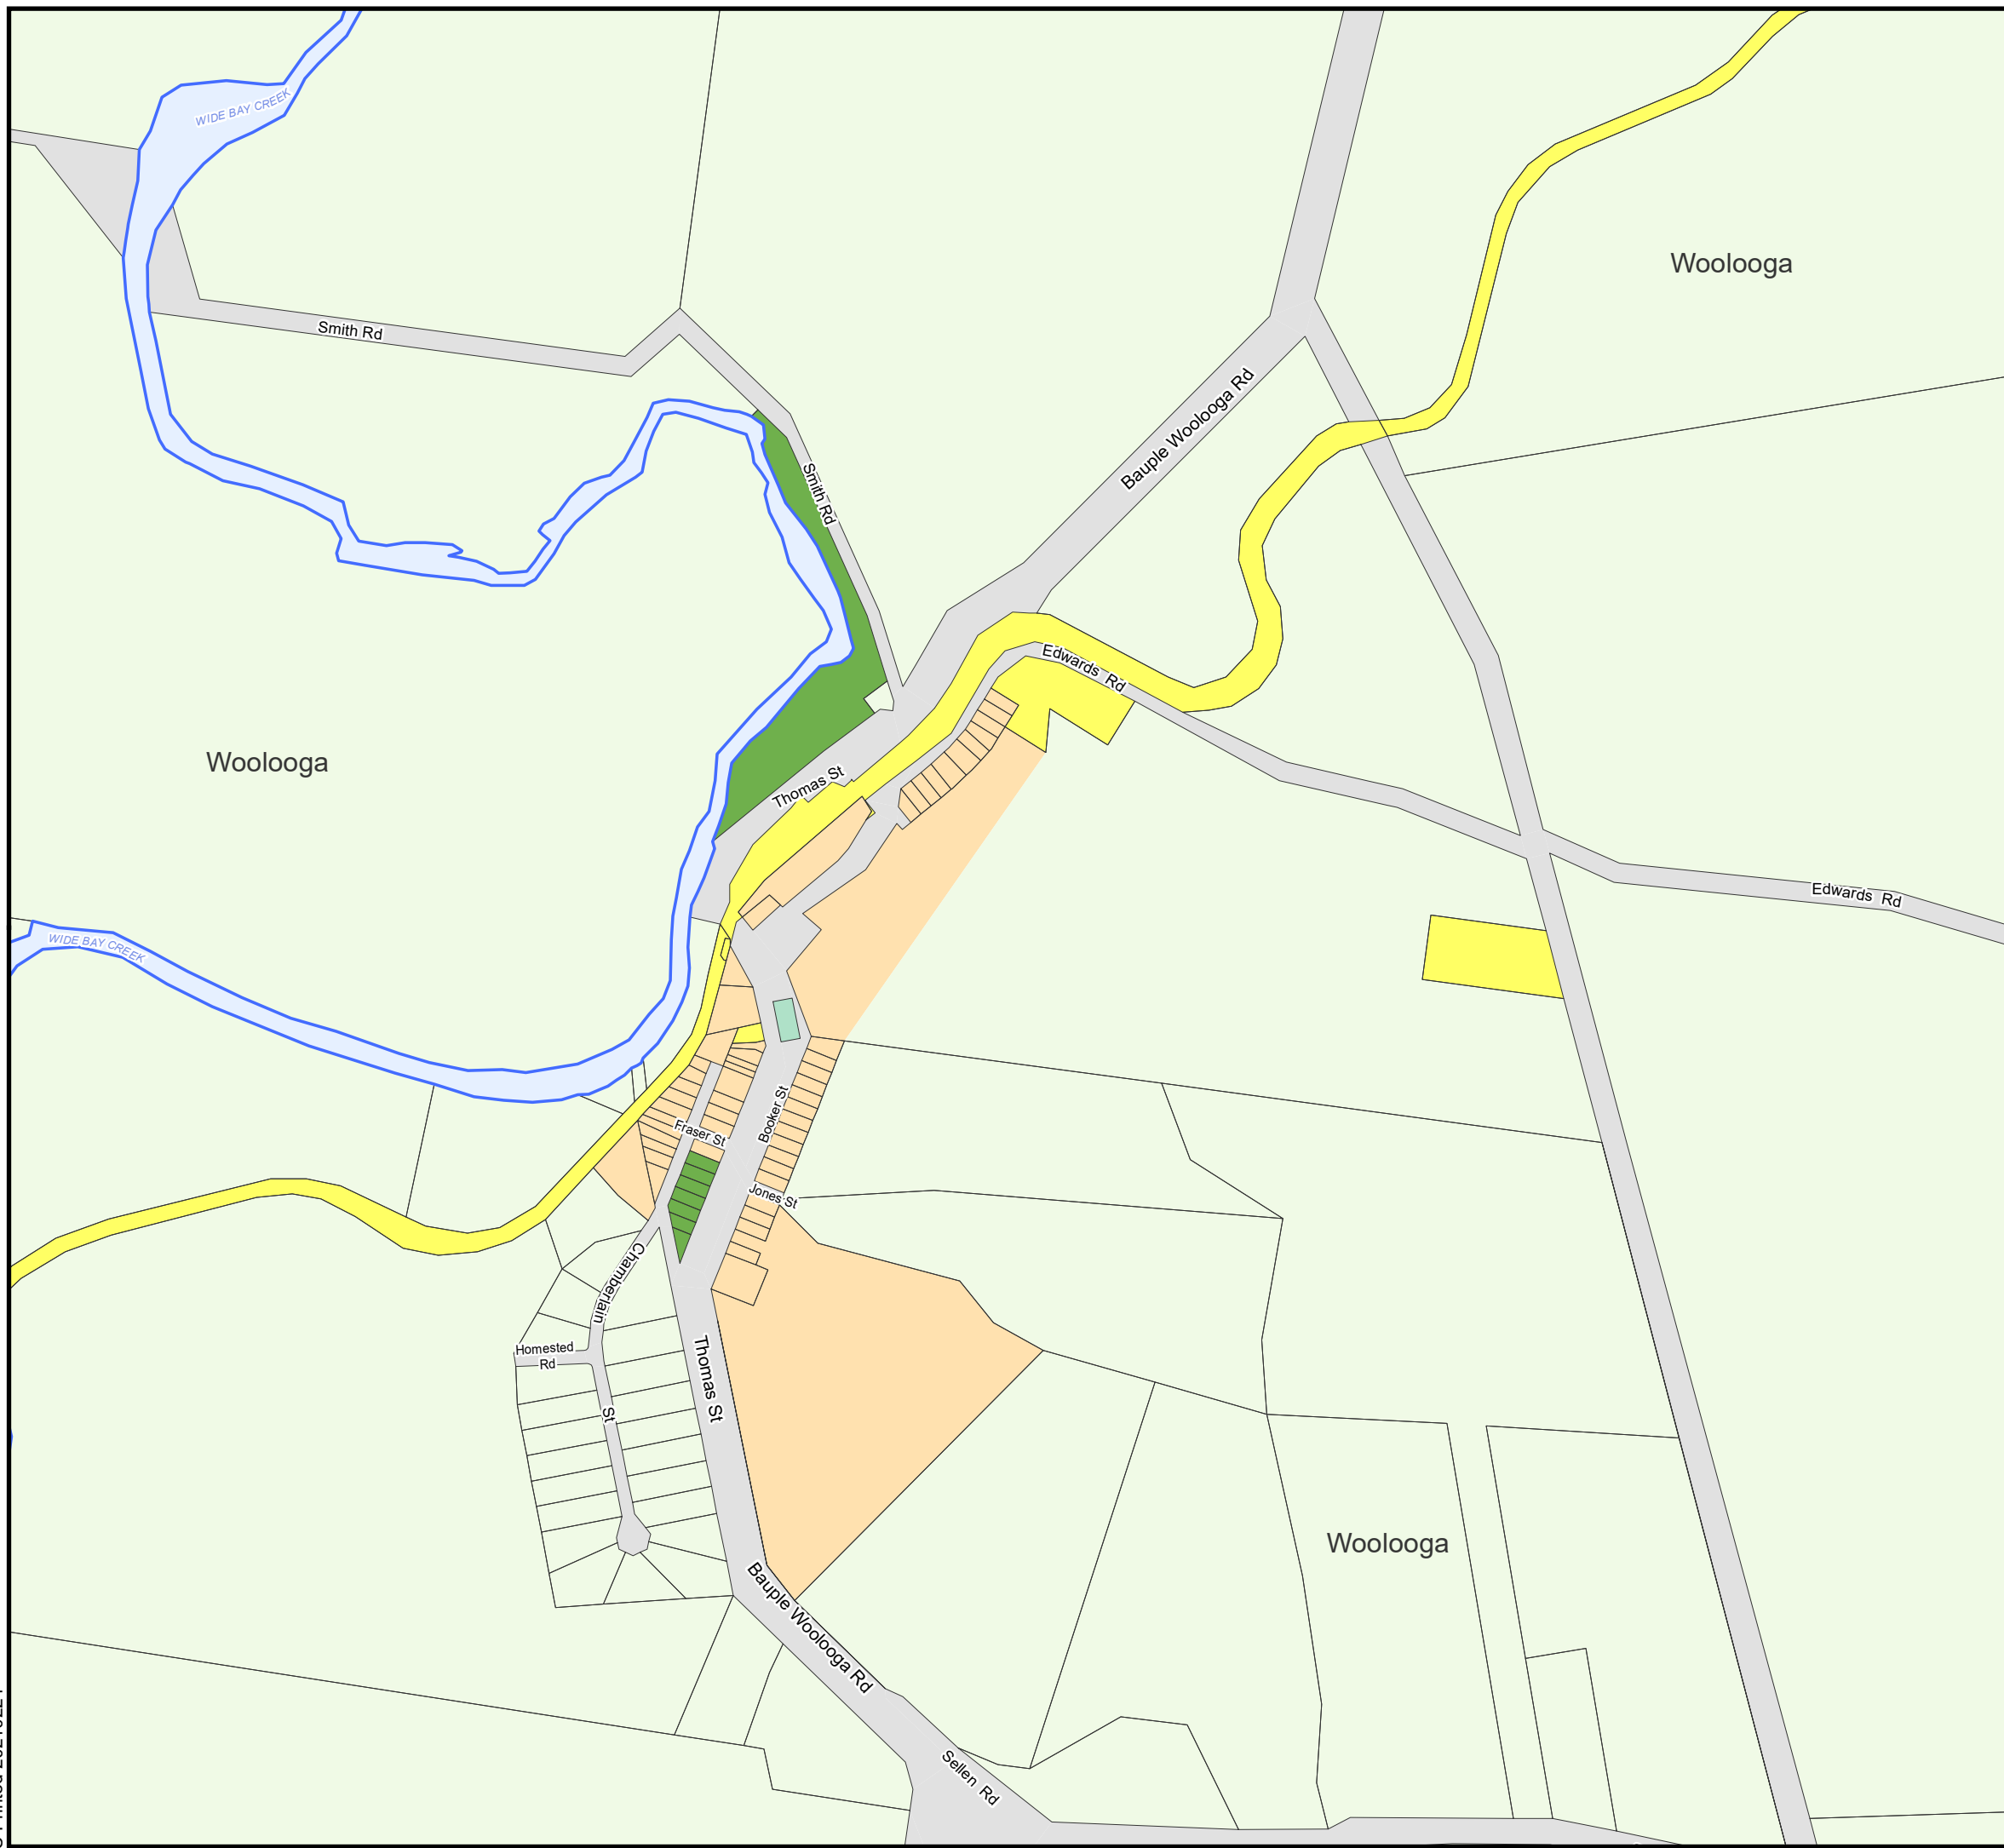 WIDE BAY CREEK
Woolooga
Smith Rd
Bauple Woolooga Rd
Smith Rd
Edwards Rd
Woolooga
Thomas St
Edwards Rd
WIDE BAY CREEK
Booker St
Fraser St
Jones St
Chamberlain
Homested
Rd
Thomas St
St
Woolooga
Bauple Woolooga Rd
Sellen Rd